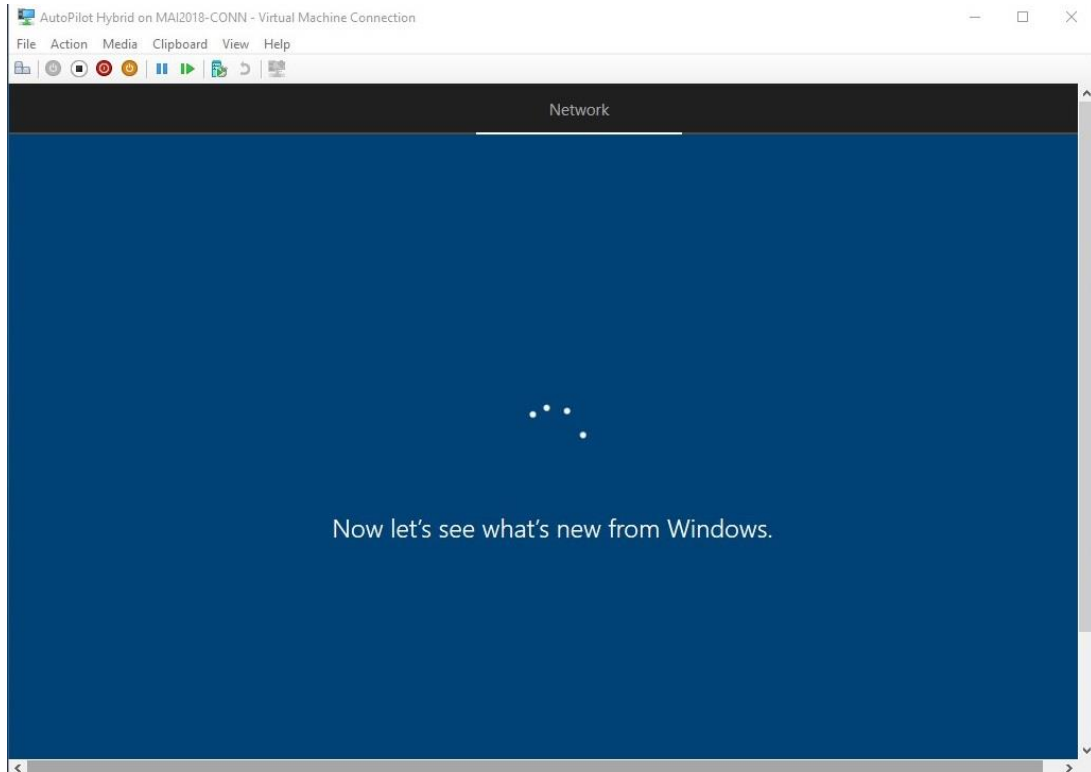 AutoPilot Hybrid on MAI2018-CONN - Virtual Machine Connection
File Action Media Clipboard View Help
Network
Now let's see what's new from Windows.